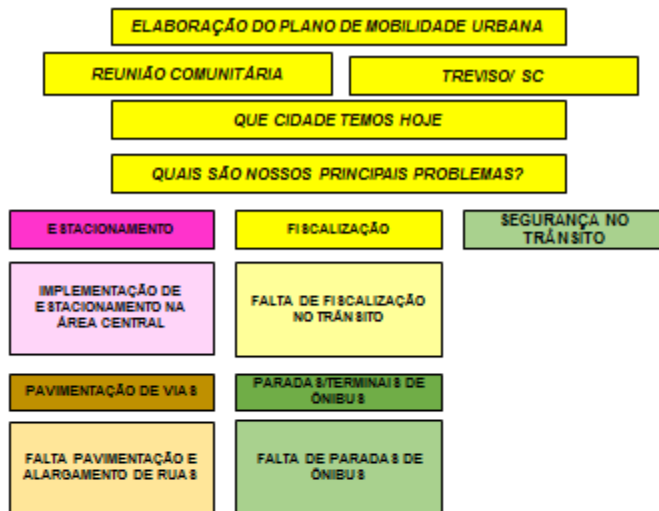 ELABORAÇÃO DO PLANO DE MOBILIDADE URBANA
REUNIÃO COMUNITÁRIA
TREVISO/ SC
QUE CIDADE TEMOS HOJE
QUAIS SÃO NOSSOS PRINCIPAIS PROBLEMAS?
ESTACIONAMENTO
FISCALIZAÇÃO
SEGURANÇA NO
TRÂNSITO
IMPLEMENTAÇÃO DE
ESTACIONAMENTO NA
ÁREA CENTRAL
FALTA DE FISCALIZAÇÃO
NO TRÂNSITO
PAVIMENTAÇÃO DE VIAS
PARADAS/TERMINAIS DE
ÔNIBUS
FALTA PAVIMENTAÇÃO E
ALARGAMENTO DE RUAS
FALTA DE PARADAS DE
ÔNIBUS